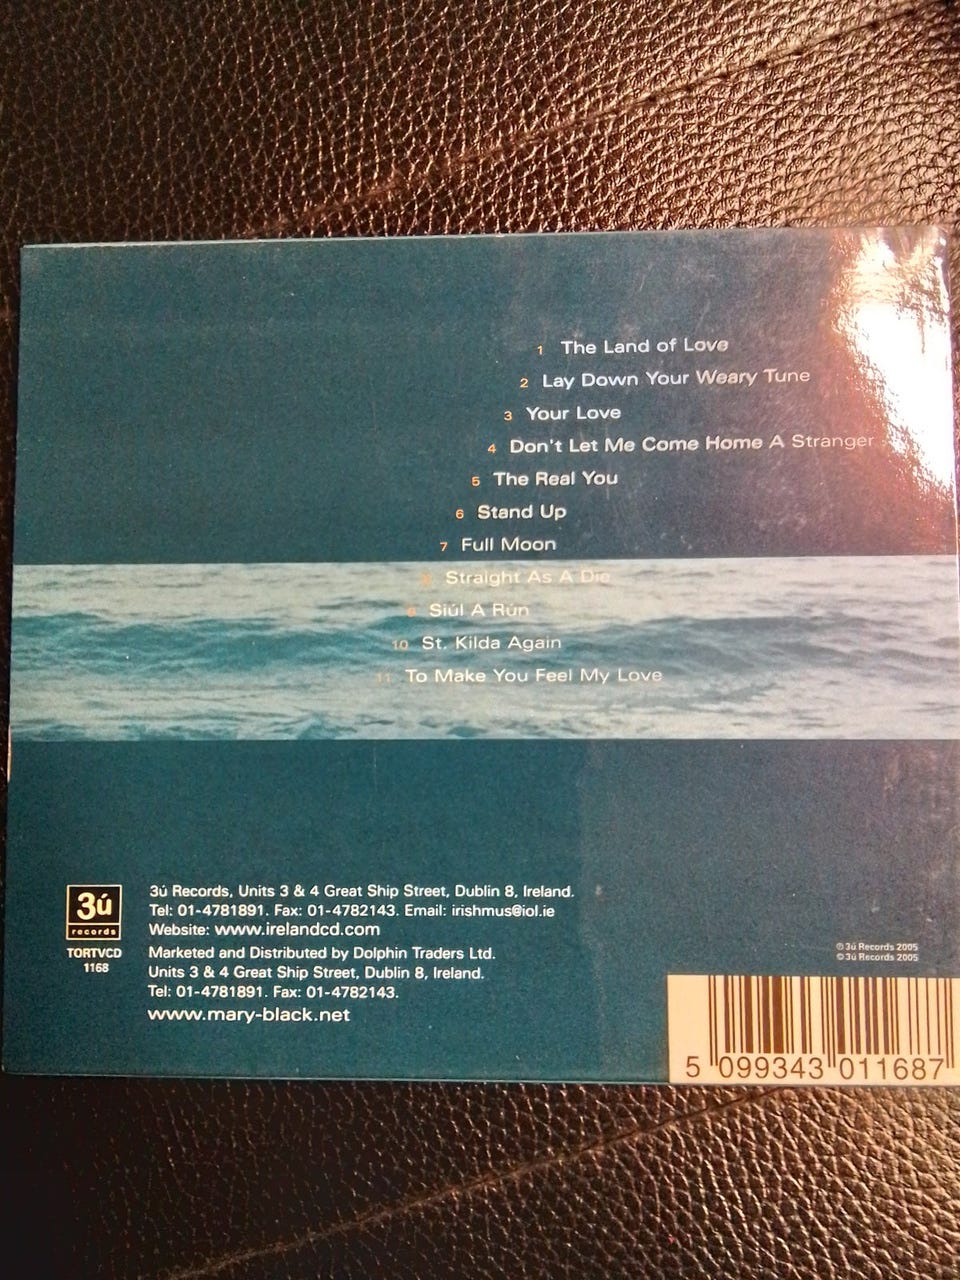 1 The Land of Love
2 Lay Down Your Weary Tune
3 Your Love
4 Don't Let Me Come Home A Stranger
5 The Real You
6 Stand Up
7 Full Moon
8 Straight As A Die
9 Siúl A Rún
10 St. Kilda Again
11 To Make You Feel My Love
3ú
records
TORTVCD
1168
3ú Records, Units 3 & 4 Great Ship Street, Dublin 8, Ireland.
Tel: 01-4781891. Fax: 01-4782143. Email: irishmus@iol.ie
Website: www.irelandcd.com
Marketed and Distributed by Dolphin Traders Ltd.
Units 3 & 4 Great Ship Street, Dublin 8, Ireland.
Tel: 01-4781891. Fax: 01-4782143.
www.mary-black.net
℗ 3ú Records 2005
© 3ú Records 2005
5 099343 011687